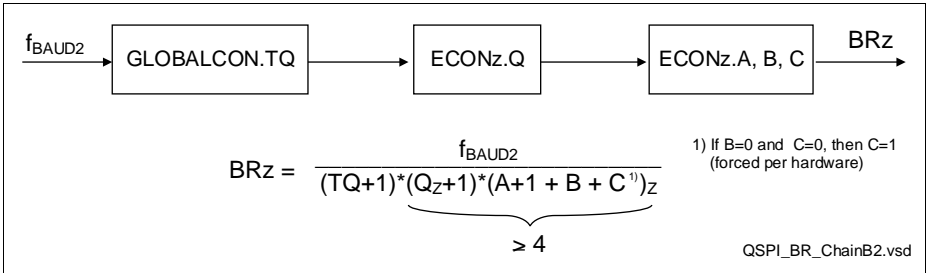 fBAUD2
GLOBALCON.TQ
ECONz.Q
ECONz.A, B, C
BRz
BRz =
fBAUD2
(TQ+1)*(QZ+1)*(A+1 + B + C¹⁾)Z
≥ 4
1) If B=0 and C=0, then C=1
(forced per hardware)
QSPI_BR_ChainB2.vsd